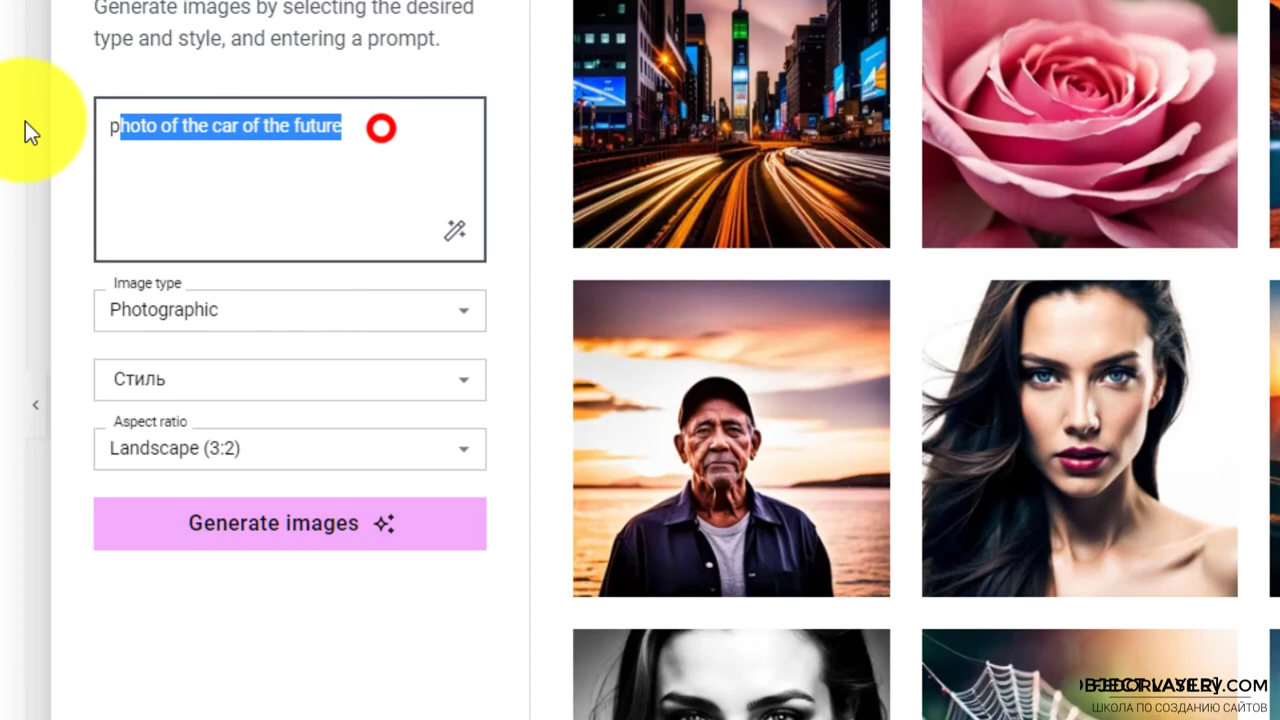 Generate images by selecting the desired
type and style, and entering a prompt.
photo of the car of the future
Image type
Photographic
Стиль
Aspect ratio
Landscape (3:2)
Generate images
ШКОЛА ПО СОЗДАНИЮ САЙТОВ